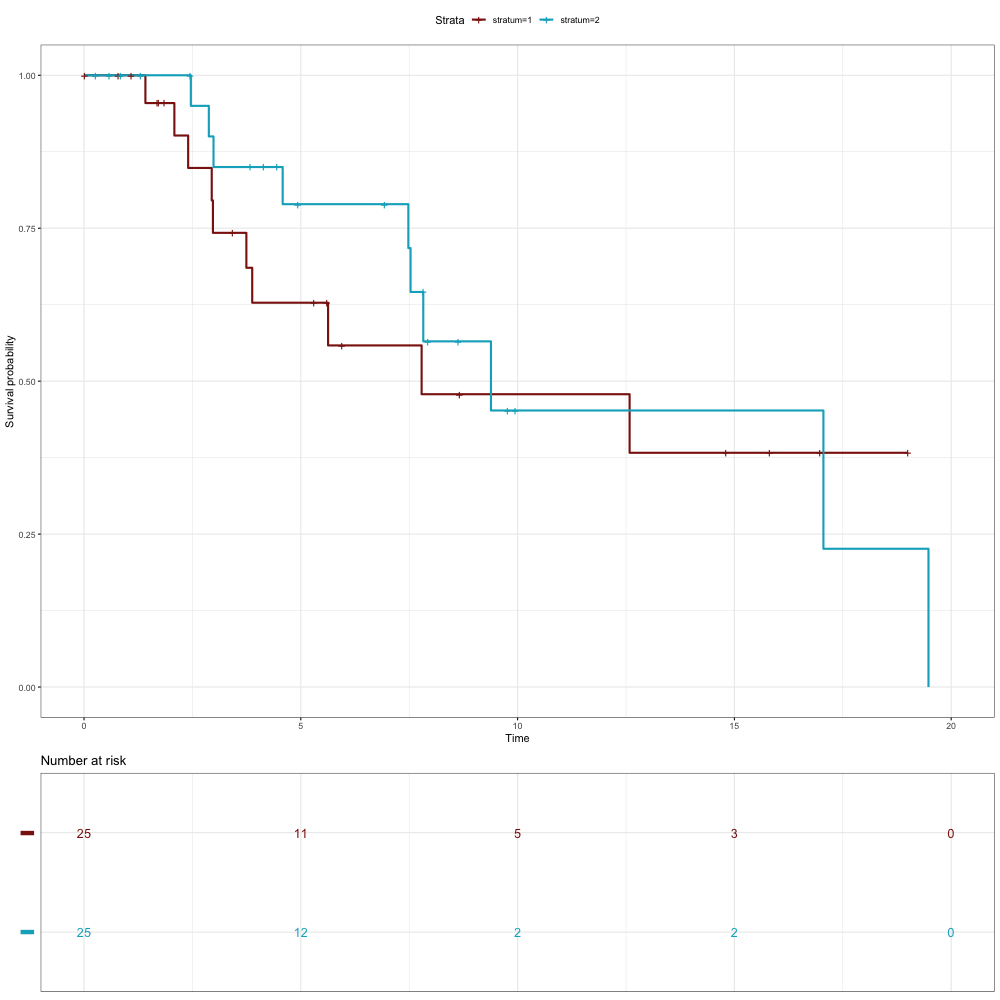 Strata stratum=1 stratum=2
1.00
0.75
0.50
0.25
0.00
Survival probability
0 5 10 15 20
Time
Number at risk
25 11 5 3 0
25 12 2 2 0